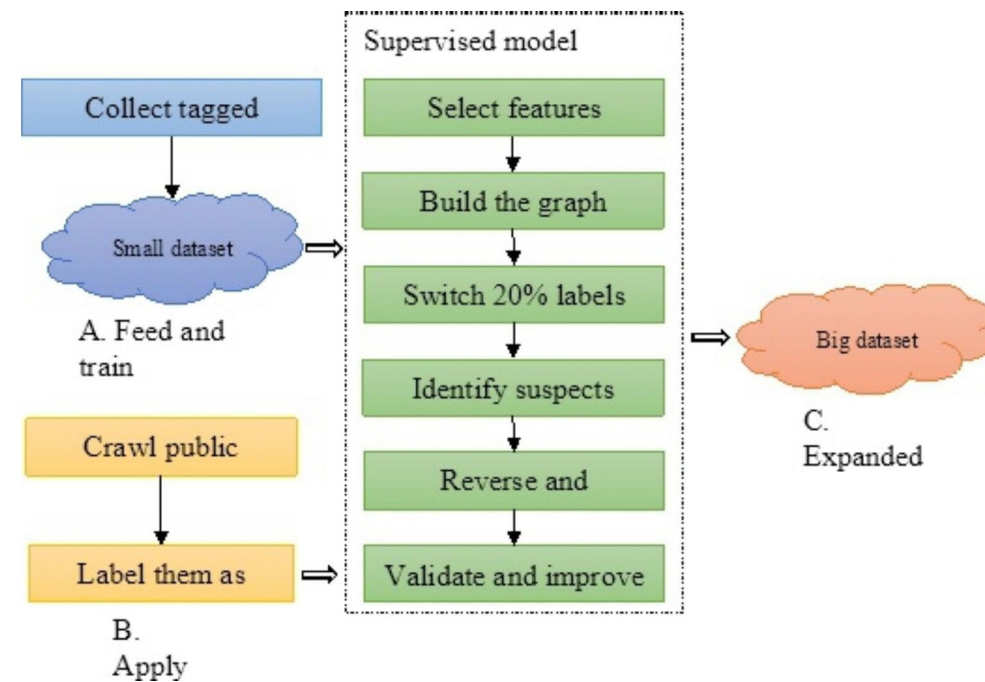 Supervised model
Collect tagged
Select features
Build the graph
Small dataset
Switch 20% labels
A. Feed and
train
Big dataset
Identify suspects
C.
Expanded
Crawl public
Reverse and
Label them as
Validate and improve
B.
Apply